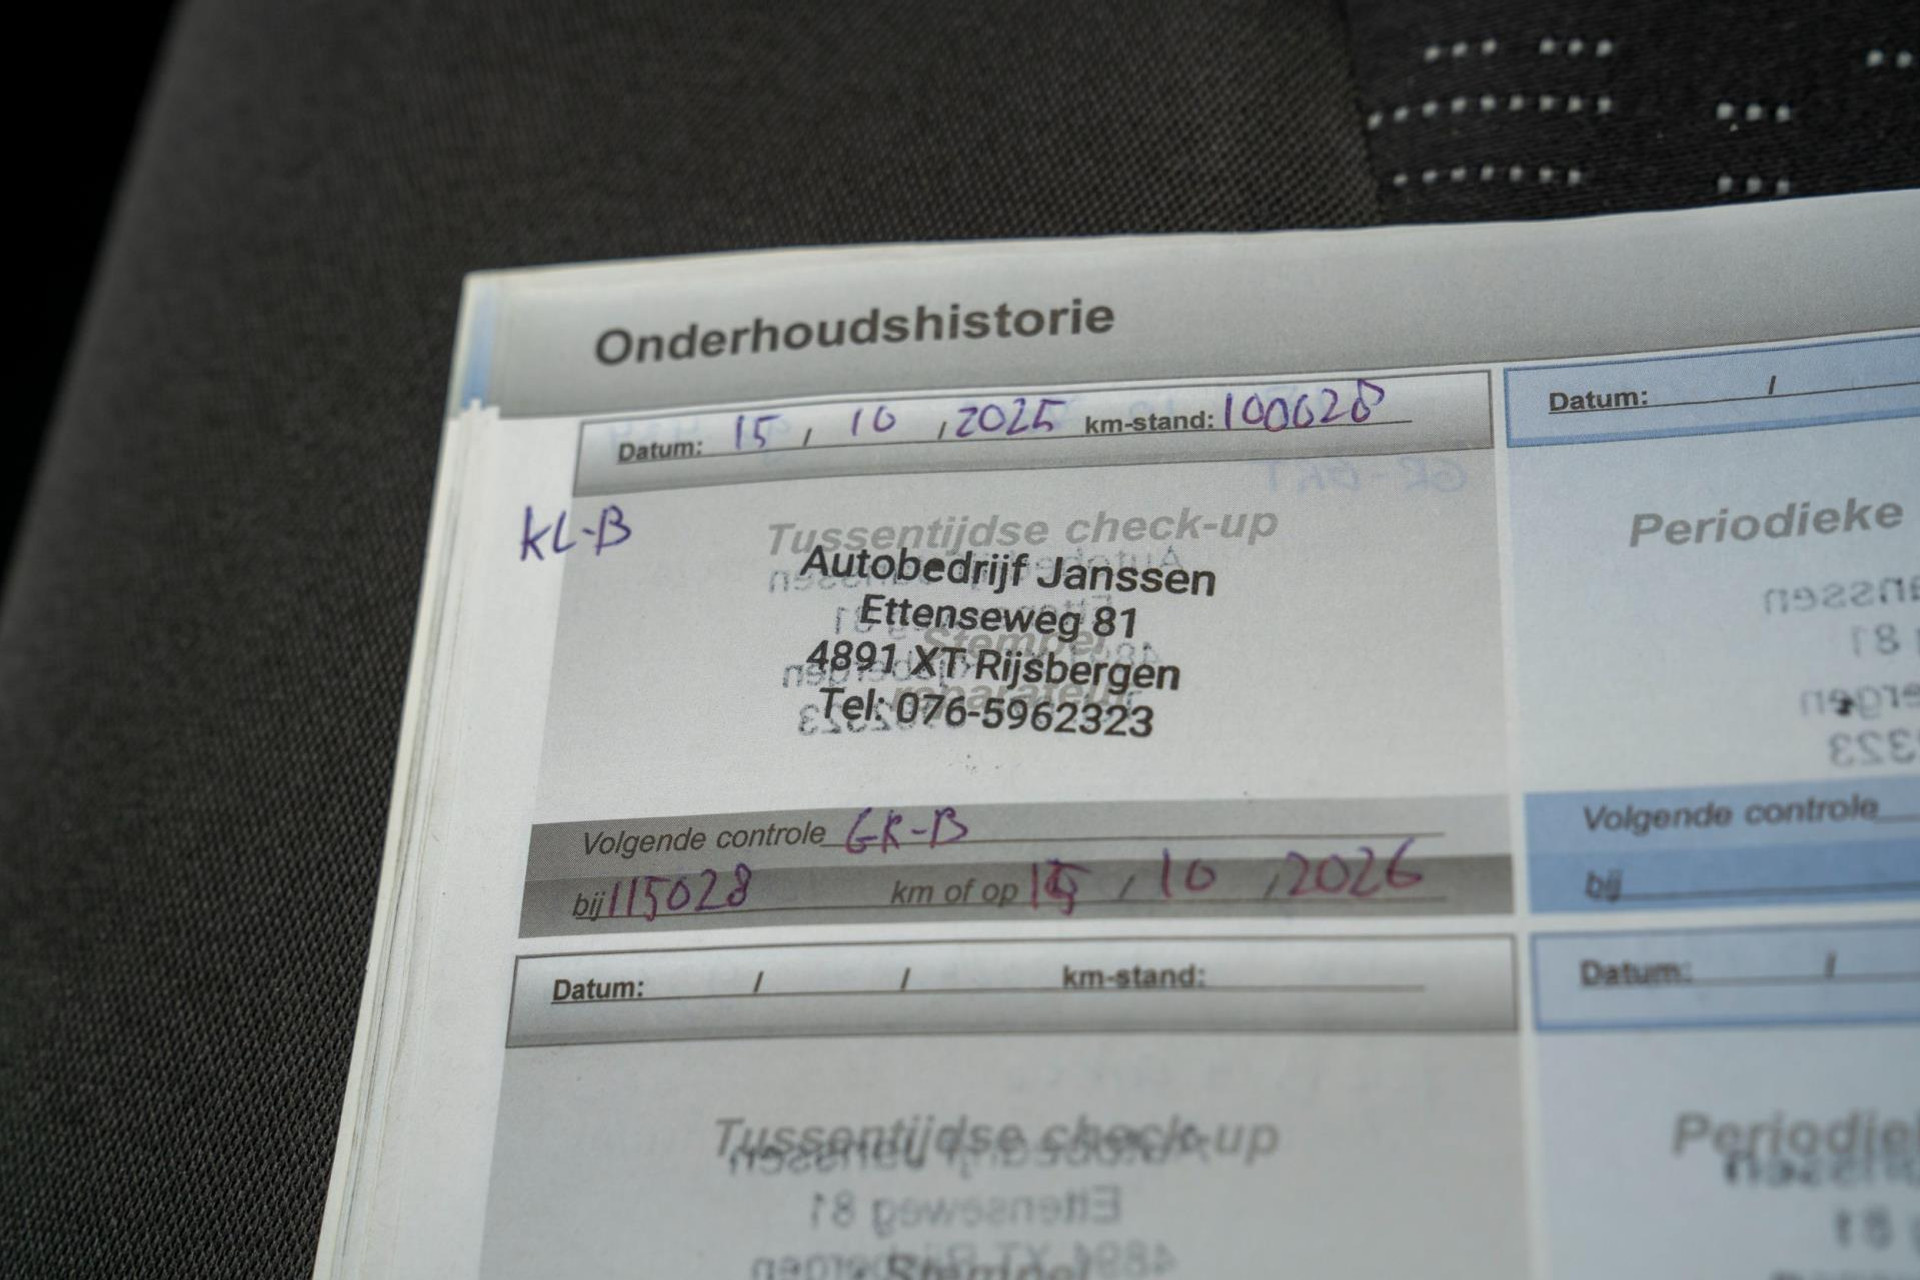 Onderhoudshistorie
Datum: 15 / 10 / 2025 km-stand: 100028
KL-B
Tussentijdse check-up
Autobedrijf Janssen
Ettenseweg 81
4891 XT Rijsbergen
Tel: 076-5962323
Volgende controle GR-B
bij 115028 km of op 15 / 10 / 2026
Datum: / / km-stand:
Tussentijdse check-up
Stempel
Datum: /
Periodieke
Volgende controle
bij
Datum: /